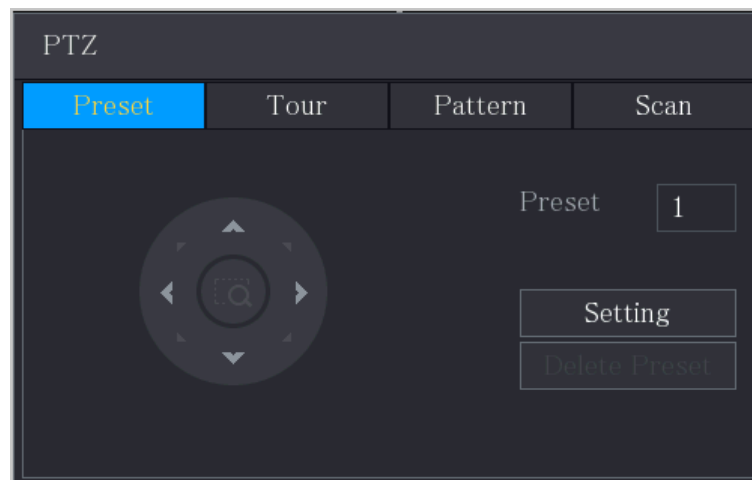 PTZ
Preset Tour Pattern Scan
Preset 1
Setting
Delete Preset